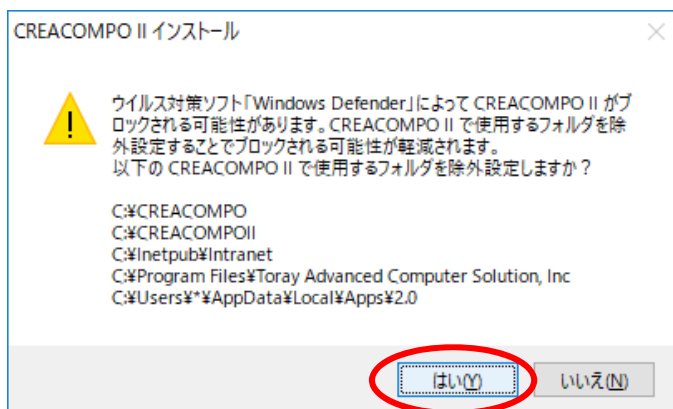 CREACOMPO II インストール
ウイルス対策ソフト「Windows Defender」によって CREACOMPO II がブ
ロックされる可能性があります。CREACOMPO II で使用するフォルダを除
外設定することでブロックされる可能性が軽減されます。
以下の CREACOMPO II で使用するフォルダを除外設定しますか？
C:¥CREACOMPO
C:¥CREACOMPOII
C:¥Inetpub¥Intranet
C:¥Program Files¥Toray Advanced Computer Solution, Inc
C:¥Users¥*¥AppData¥Local¥Apps¥2.0
はい(Y) いいえ(N)